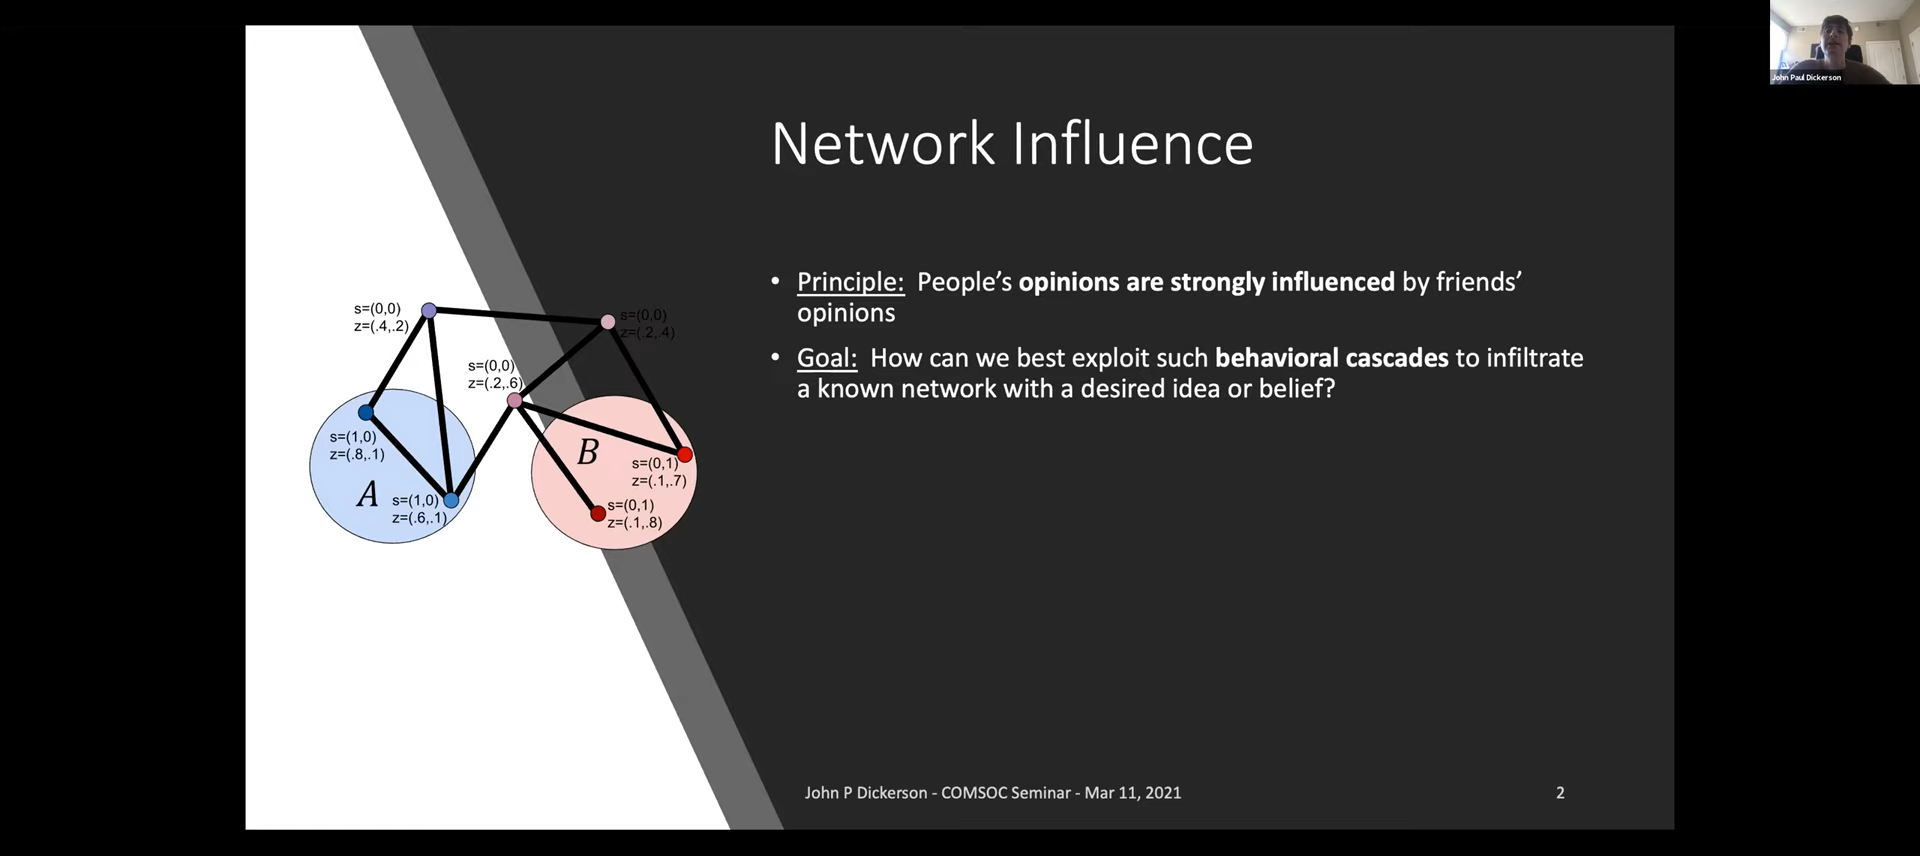 John Paul Dickerson
Network Influence
• Principle: People’s opinions are strongly influenced by friends’
opinions
• Goal: How can we best exploit such behavioral cascades to infiltrate
a known network with a desired idea or belief?
s=(0,0)
z=(.4,.2)
s=(0,0)
z=(.2,.4)
s=(0,0)
z=(.2,.6)
s=(1,0)
z=(.8,.1)
A
s=(1,0)
z=(.6,.1)
B
s=(0,1)
z=(.1,.7)
s=(0,1)
z=(.1,.8)
John P Dickerson - COMSOC Seminar - Mar 11, 2021
2